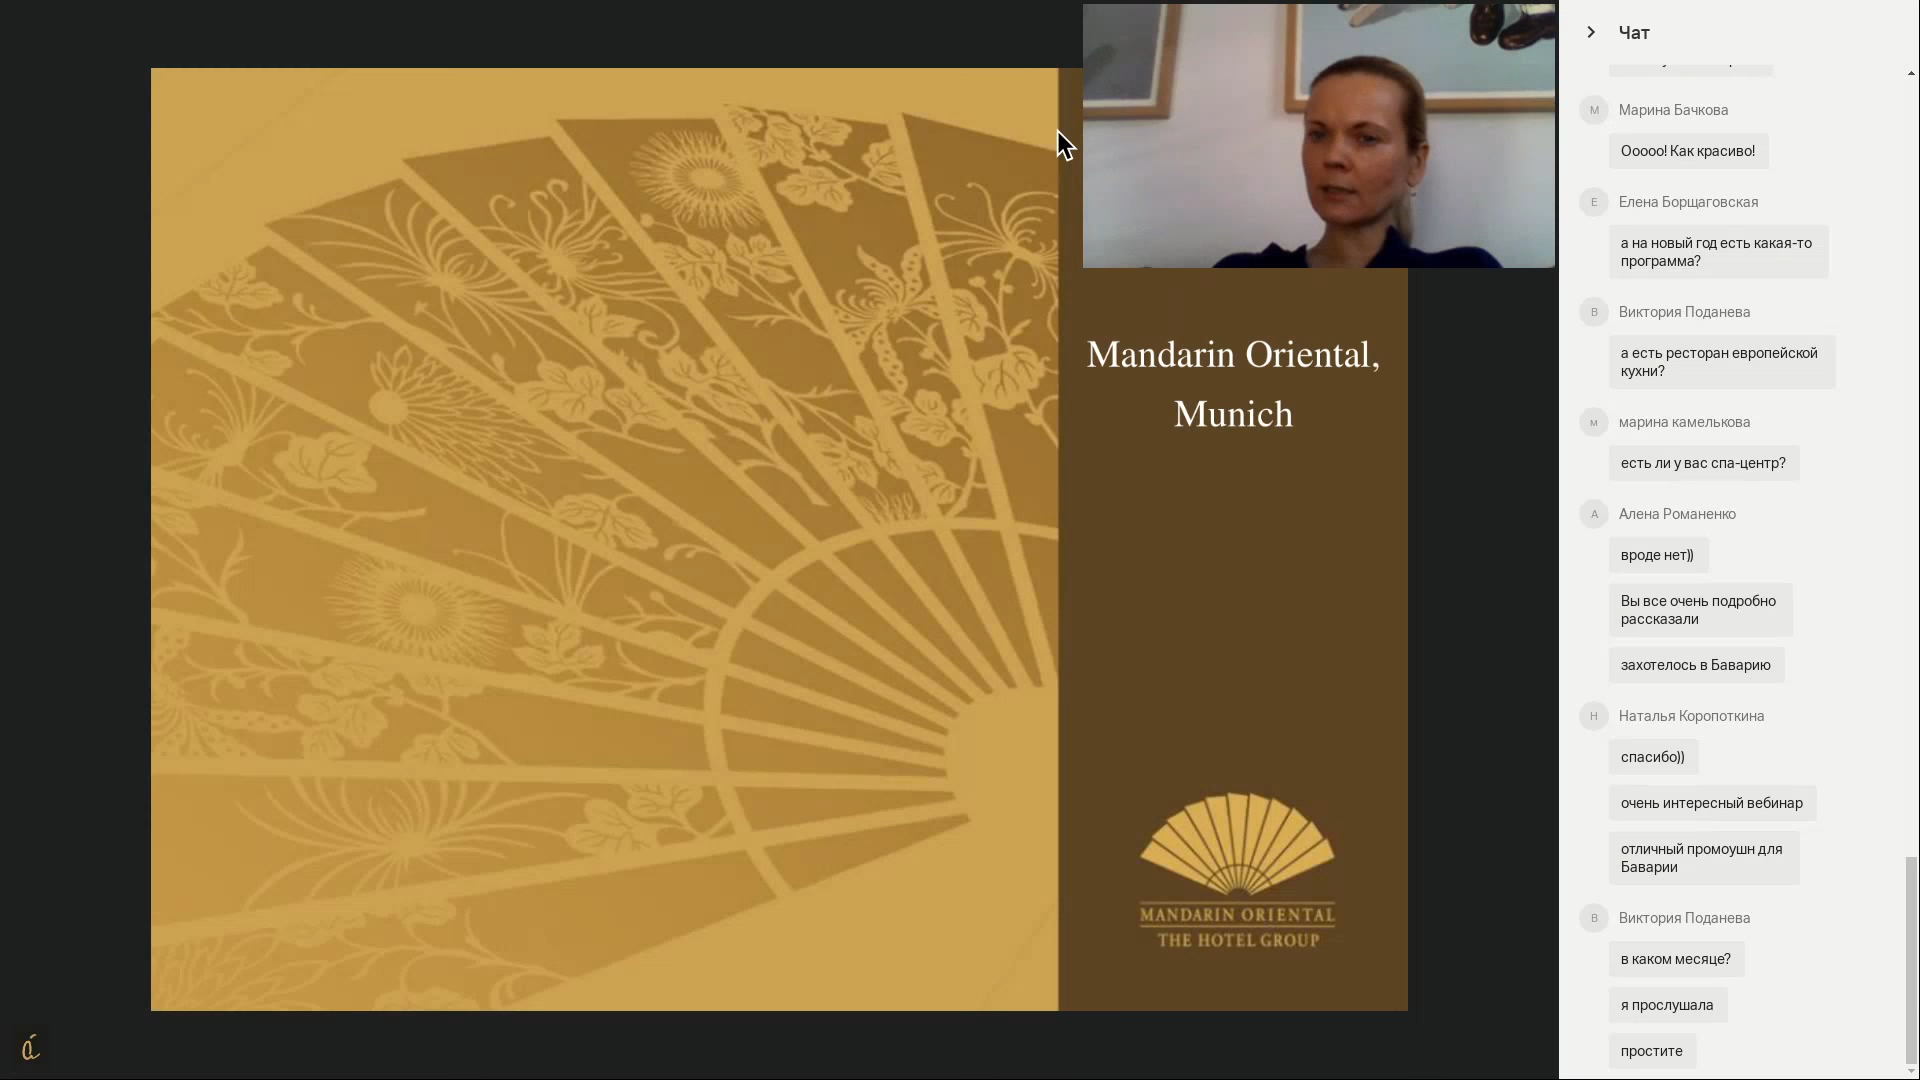 Mandarin Oriental,
Munich
MANDARIN ORIENTAL
THE HOTEL GROUP
á
Чат
М
Марина Бачкова
Ооооо! Как красиво!
Е
Елена Борщаговская
а на новый год есть какая-то
программа?
В
Виктория Поданева
а есть ресторан европейской
кухни?
м
марина камелькова
есть ли у вас спа-центр?
А
Алена Романенко
вроде нет))
Вы все очень подробно
рассказали
захотелось в Баварию
Н
Наталья Коропоткина
спасибо))
очень интересный вебинар
отличный промоушн для
Баварии
В
Виктория Поданева
в каком месяце?
я прослушала
простите